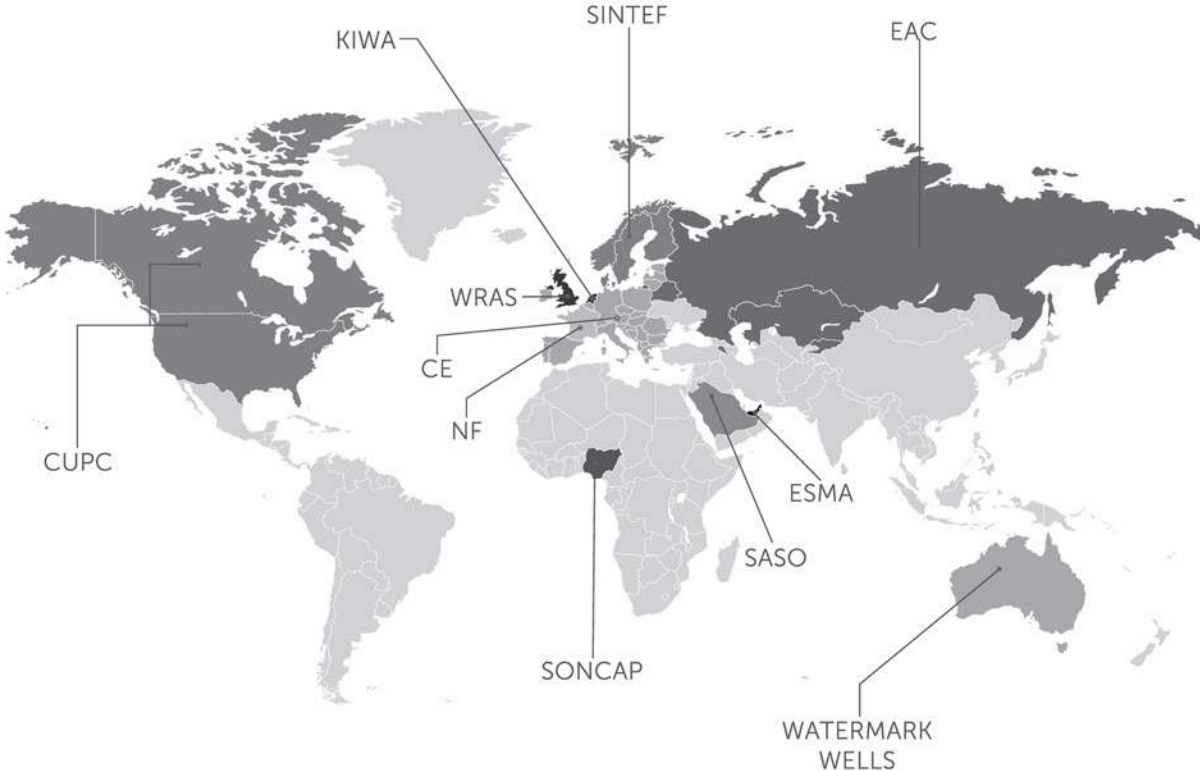 SINTEF
KIWA
EAC
WRAS
CE
NF
CUPC
ESMA
SASO
SONCAP
WATERMARK
WELLS